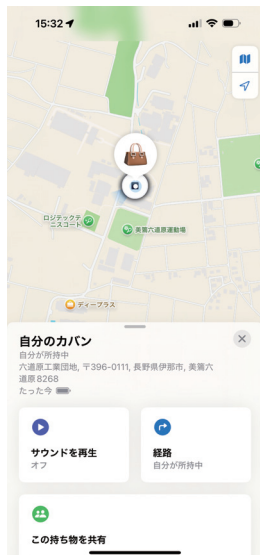 15:32
ロジテックテ
ニスコート
美篶六道原運動場
ディープラス
自分のカバン
自分が所持中
六道原工業団地, 〒396-0111, 長野県伊那市, 美篶六
道原8268
たった今
サウンドを再生
オフ
経路
自分が所持中
この持ち物を共有